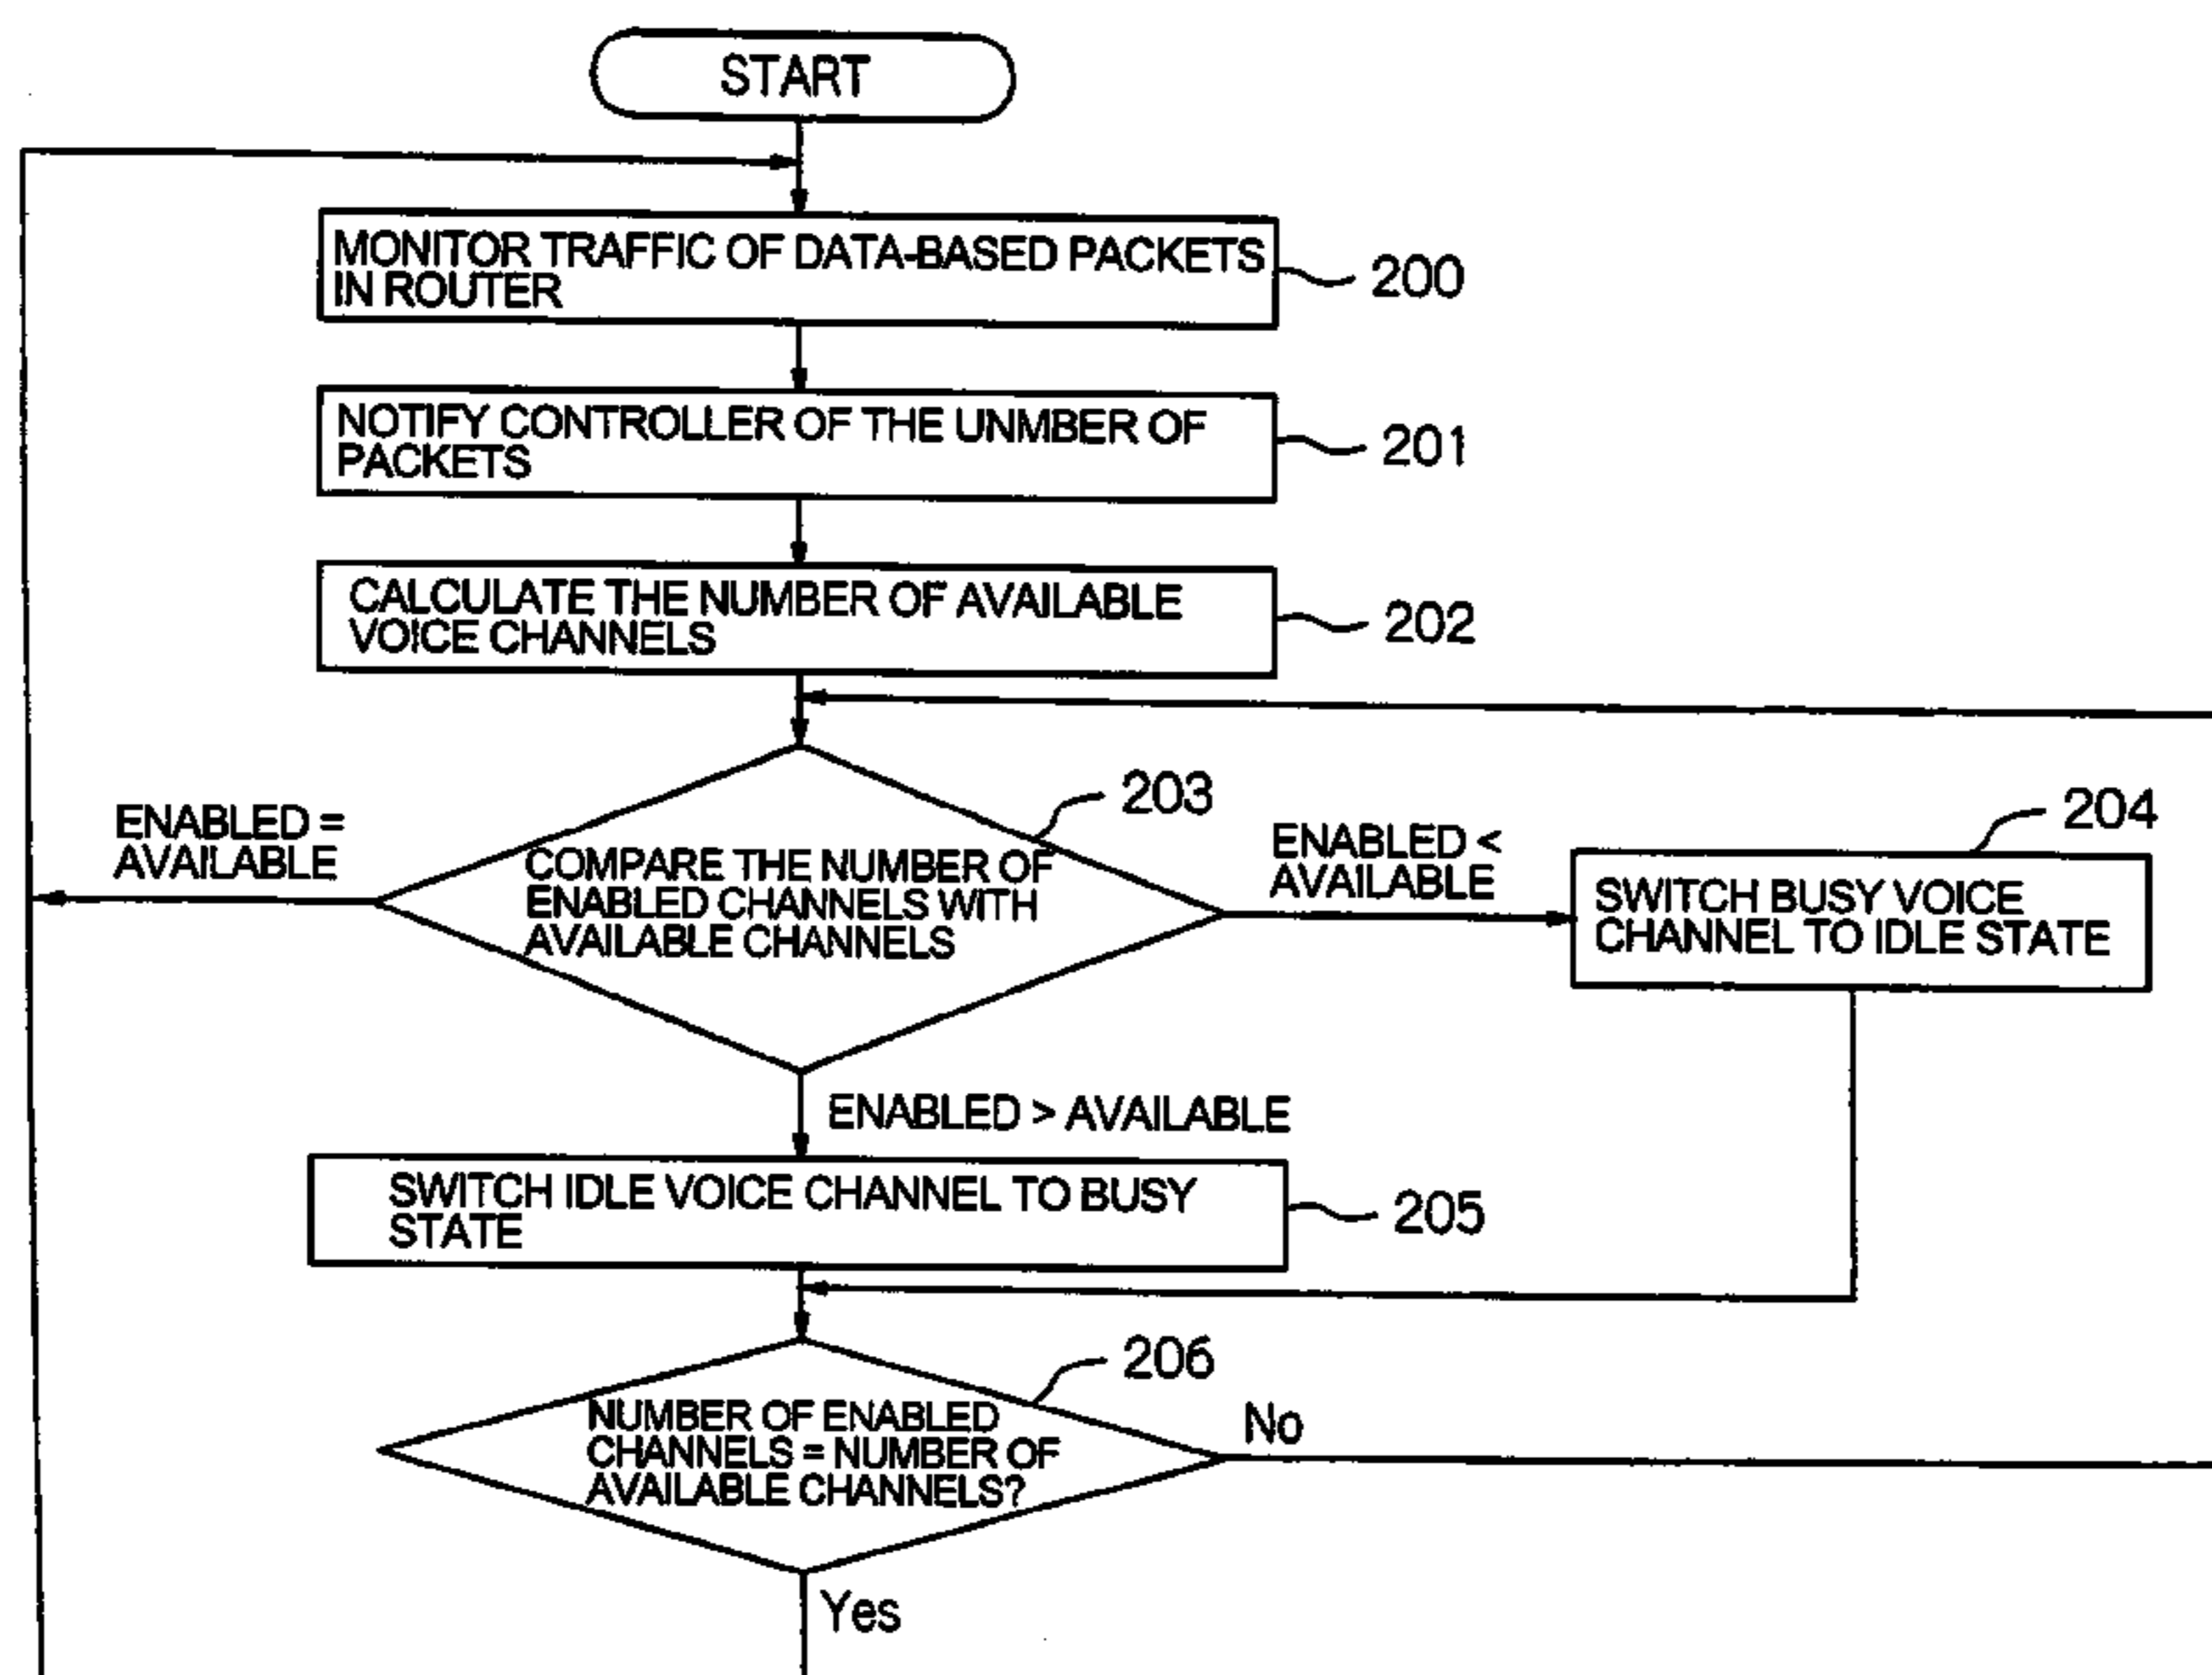 START
MONITOR TRAFFIC OF DATA-BASED PACKETS
IN ROUTER
200
NOTIFY CONTROLLER OF THE UNMBER OF
PACKETS
201
CALCULATE THE NUMBER OF AVAILABLE
VOICE CHANNELS
202
203
ENABLED =
AVAILABLE
COMPARE THE NUMBER OF
ENABLED CHANNELS WITH
AVAILABLE CHANNELS
ENABLED <
AVAILABLE
204
SWITCH BUSY VOICE
CHANNEL TO IDLE STATE
ENABLED > AVAILABLE
SWITCH IDLE VOICE CHANNEL TO BUSY
STATE
205
206
NUMBER OF ENABLED
CHANNELS = NUMBER OF
AVAILABLE CHANNELS?
No
Yes